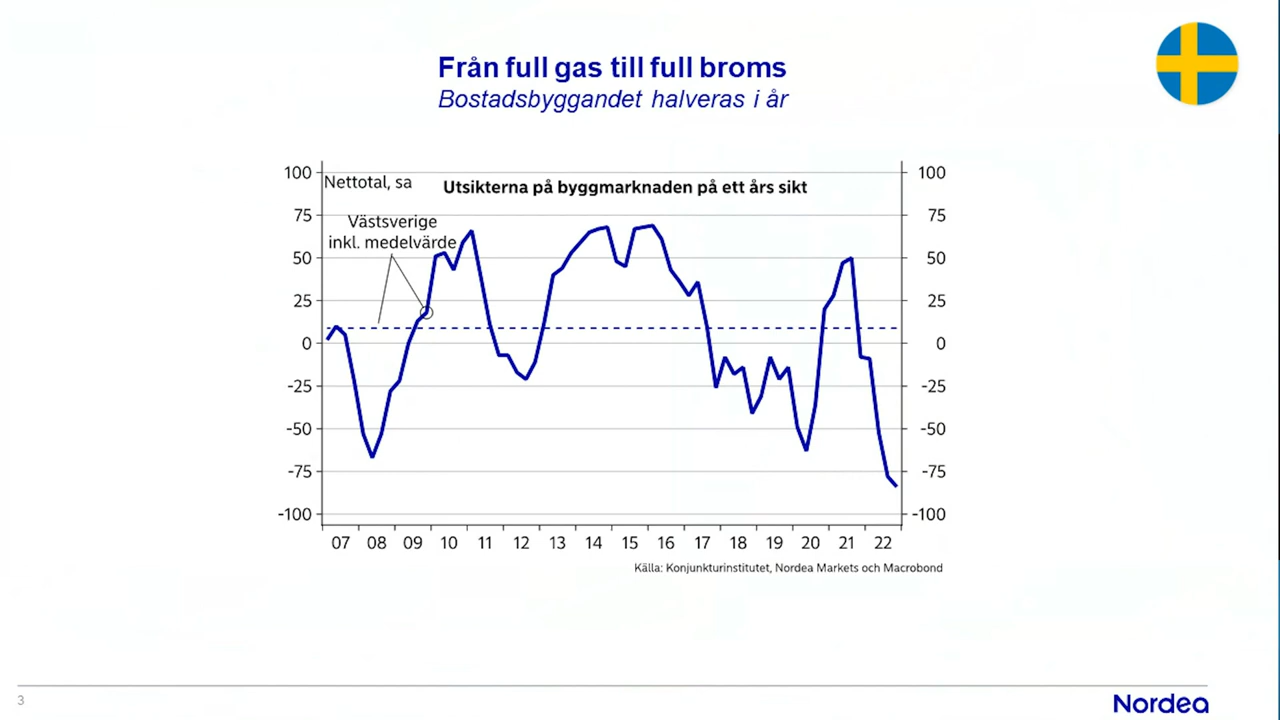 Från full gas till full broms
Bostadsbyggandet halveras i år
Nettotal, sa
Utsikterna på byggmarknaden på ett års sikt
Västsverige
inkl. medelvärde
100 100
75 75
50 50
25 25
0 0
-25 -25
-50 -50
-75 -75
-100 -100
07 08 09 10 11 12 13 14 15 16 17 18 19 20 21 22
Källa: Konjunkturinstitutet, Nordea Markets och Macrobond
3
Nordea